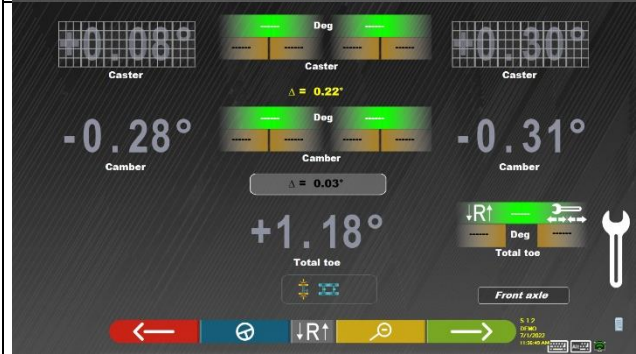 +0.08°
Caster
Deg
Caster
+0.30°
Caster
Δ = 0.22°
-0.28°
Camber
Deg
Camber
-0.31°
Camber
Δ = 0.03°
+1.18°
Total toe
↓R↑
Deg
Total toe
Front axle
↓R↑
S 1 2
DEMO
7/1/2022